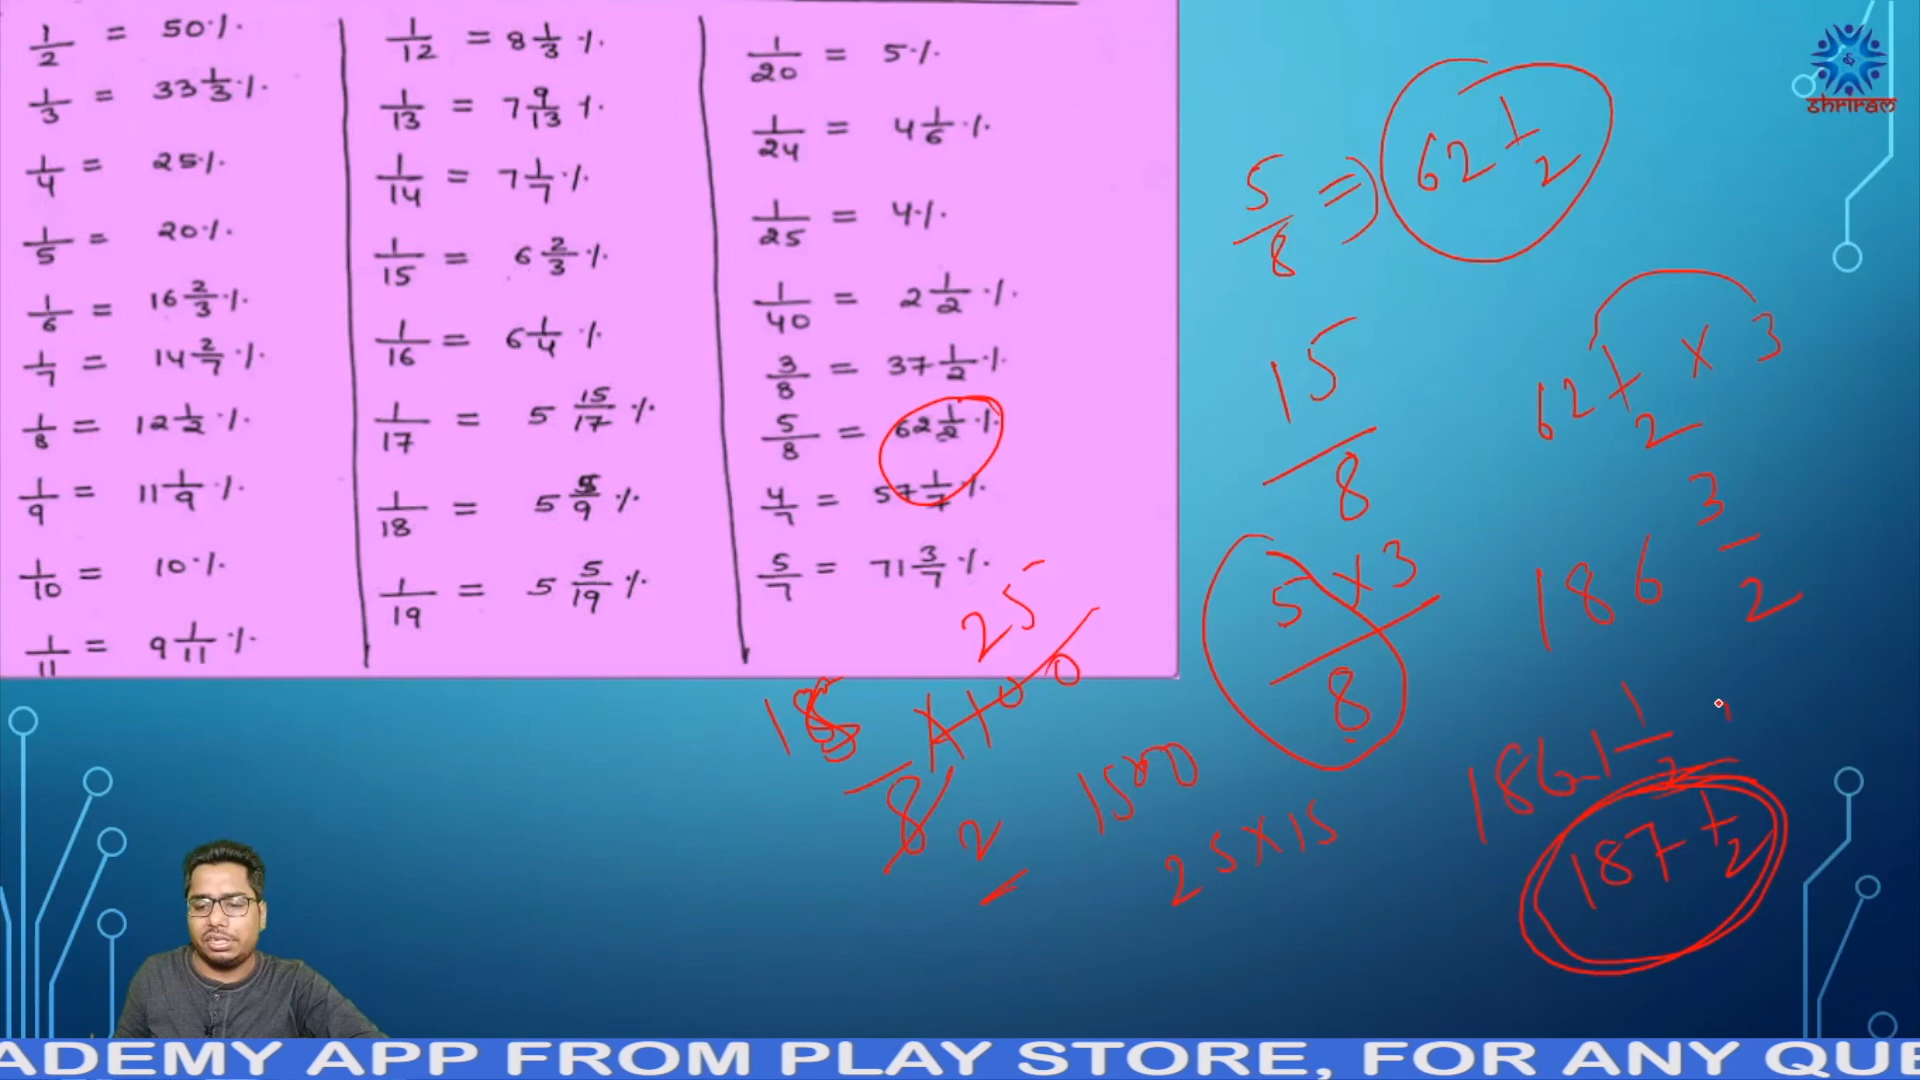 1/2 = 50%
1/3 = 33 1/3 %
1/4 = 25%
1/5 = 20%
1/6 = 16 2/3 %
1/7 = 14 2/7 %
1/8 = 12 1/2 %
1/9 = 11 1/9 %
1/10 = 10%
1/11 = 9 1/11 %
1/12 = 8 1/3 %
1/13 = 7 9/13 %
1/14 = 7 1/7 %
1/15 = 6 2/3 %
1/16 = 6 1/4 %
1/17 = 5 15/17 %
1/18 = 5 5/9 %
1/19 = 5 5/19 %
1/20 = 5%
1/24 = 4 1/6 %
1/25 = 4%
1/40 = 2 1/2 %
3/8 = 37 1/2 %
5/8 = 62 1/2 %
4/7 = 57 1/7 %
5/7 = 71 3/7 %
5/8 ⇒ 62 1/2
15/8
5 x 3
8
62 1/2 x 3
186 3/2
1 1/2
187 1/2
25
x 100
8 2
1500
25 x 15
SHRIRAM
ADEMY APP FROM PLAY STORE, FOR ANY QUE